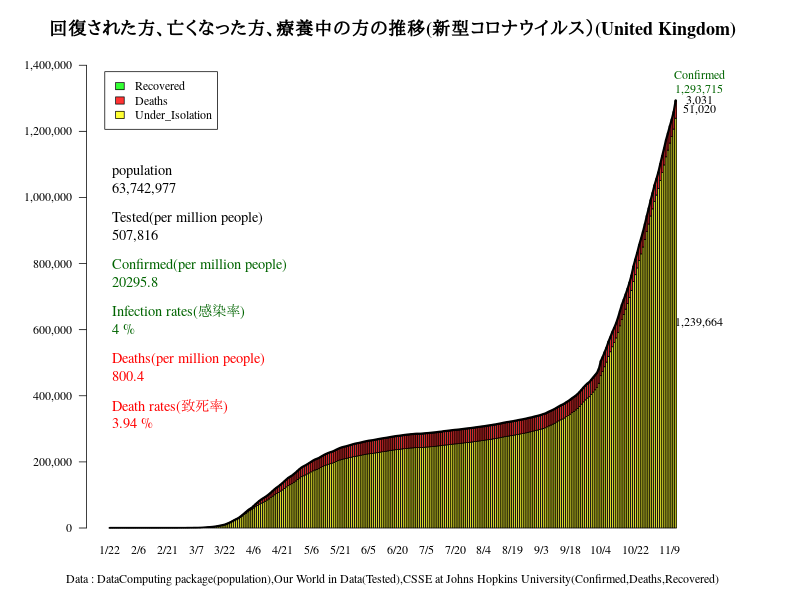 回復された方、亡くなった方、療養中の方の推移(新型コロナウイルス)(United Kingdom)
1,400,000
1,200,000
1,000,000
800,000
600,000
400,000
200,000
0
Recovered
Deaths
Under_Isolation
population
63,742,977
Tested(per million people)
507,816
Confirmed(per million people)
20295.8
Infection rates(感染率)
4 %
Deaths(per million people)
800.4
Death rates(致死率)
3.94 %
Confirmed
1,293,715
3,031
51,020
1,239,664
1/22 2/6 2/21 3/7 3/22 4/6 4/21 5/6 5/21 6/5 6/20 7/5 7/20 8/4 8/19 9/3 9/18 10/4 10/22 11/9
Data : DataComputing package(population),Our World in Data(Tested),CSSE at Johns Hopkins University(Confirmed,Deaths,Recovered)